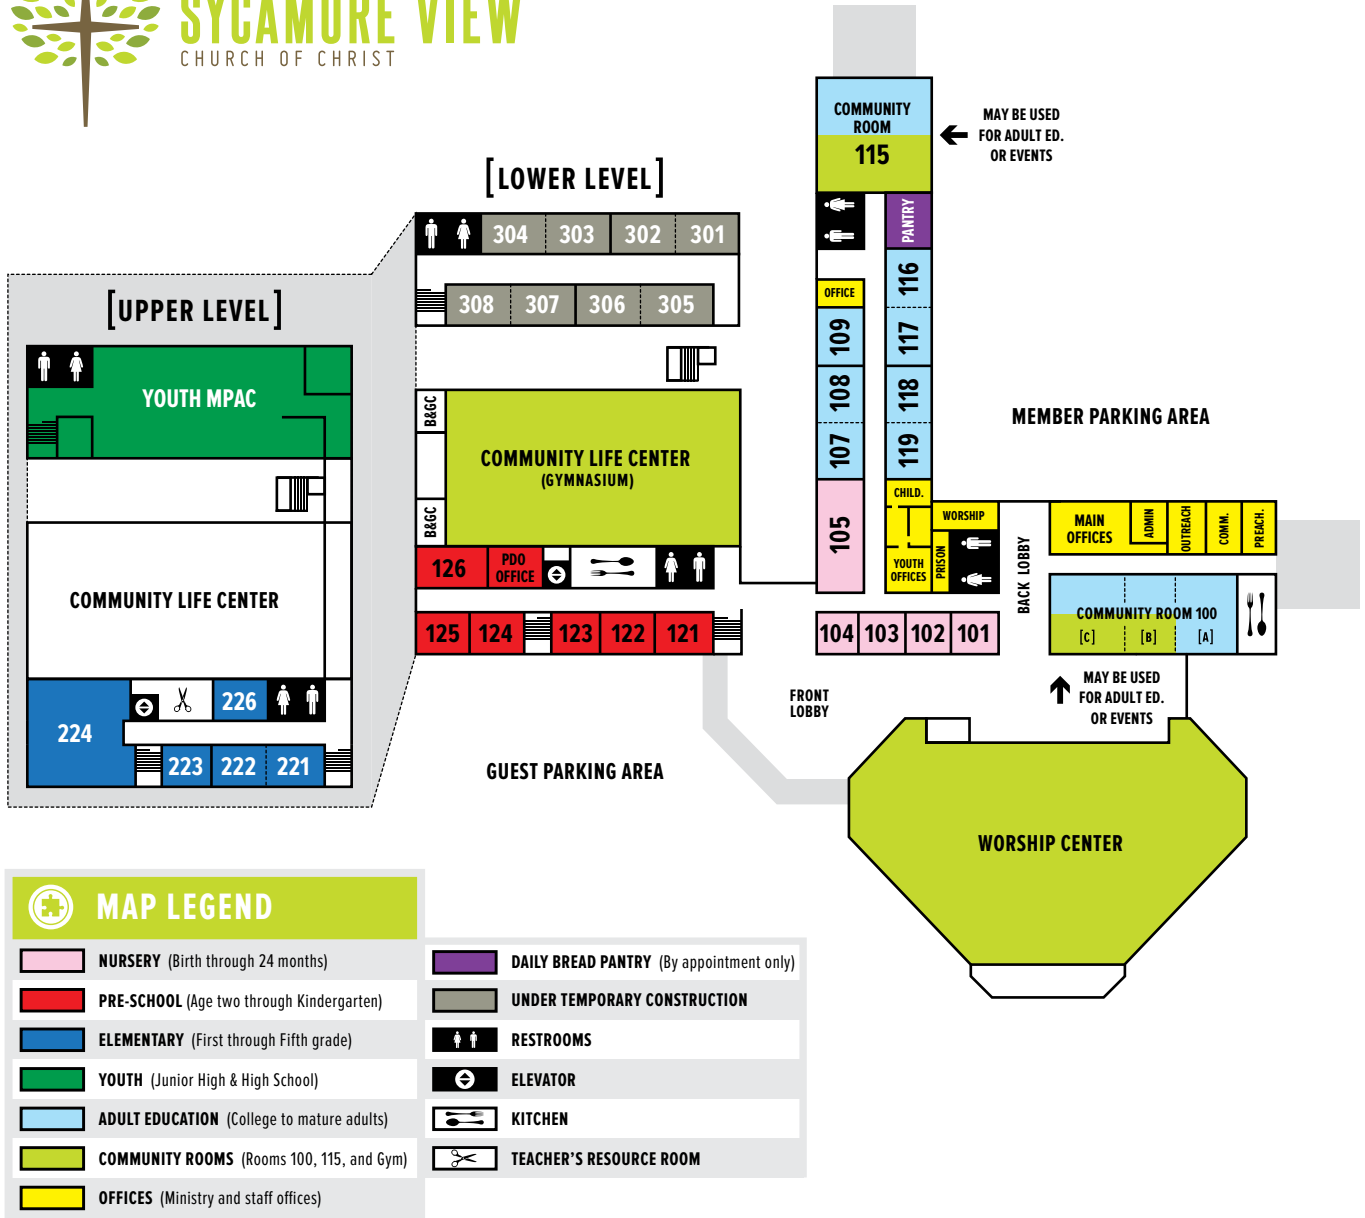 SYCAMORE VIEW
CHURCH OF CHRIST
COMMUNITY
ROOM
115
MAY BE USED
FOR ADULT ED.
OR EVENTS
[LOWER LEVEL]
304 303 302 301
308 307 306 305
PANTRY
116
OFFICE
109
117
108
118
107
119
105
CHILD.
WORSHIP
PRISON
YOUTH
OFFICES
[UPPER LEVEL]
YOUTH MPAC
COMMUNITY LIFE CENTER
224
226
223 222 221
B&GC
COMMUNITY LIFE CENTER
(GYMNASIUM)
B&GC
126
PDO
OFFICE
125 124 123 122 121
104 103 102 101
MEMBER PARKING AREA
BACK LOBBY
MAIN
OFFICES
ADMIN
OUTREACH
COMM.
PREACH.
COMMUNITY ROOM 100
[C] [B] [A]
MAY BE USED
FOR ADULT ED.
OR EVENTS
FRONT
LOBBY
GUEST PARKING AREA
WORSHIP CENTER
MAP LEGEND
NURSERY (Birth through 24 months)
PRE-SCHOOL (Age two through Kindergarten)
ELEMENTARY (First through Fifth grade)
YOUTH (Junior High & High School)
ADULT EDUCATION (College to mature adults)
COMMUNITY ROOMS (Rooms 100, 115, and Gym)
OFFICES (Ministry and staff offices)
DAILY BREAD PANTRY (By appointment only)
UNDER TEMPORARY CONSTRUCTION
RESTROOMS
ELEVATOR
KITCHEN
TEACHER'S RESOURCE ROOM